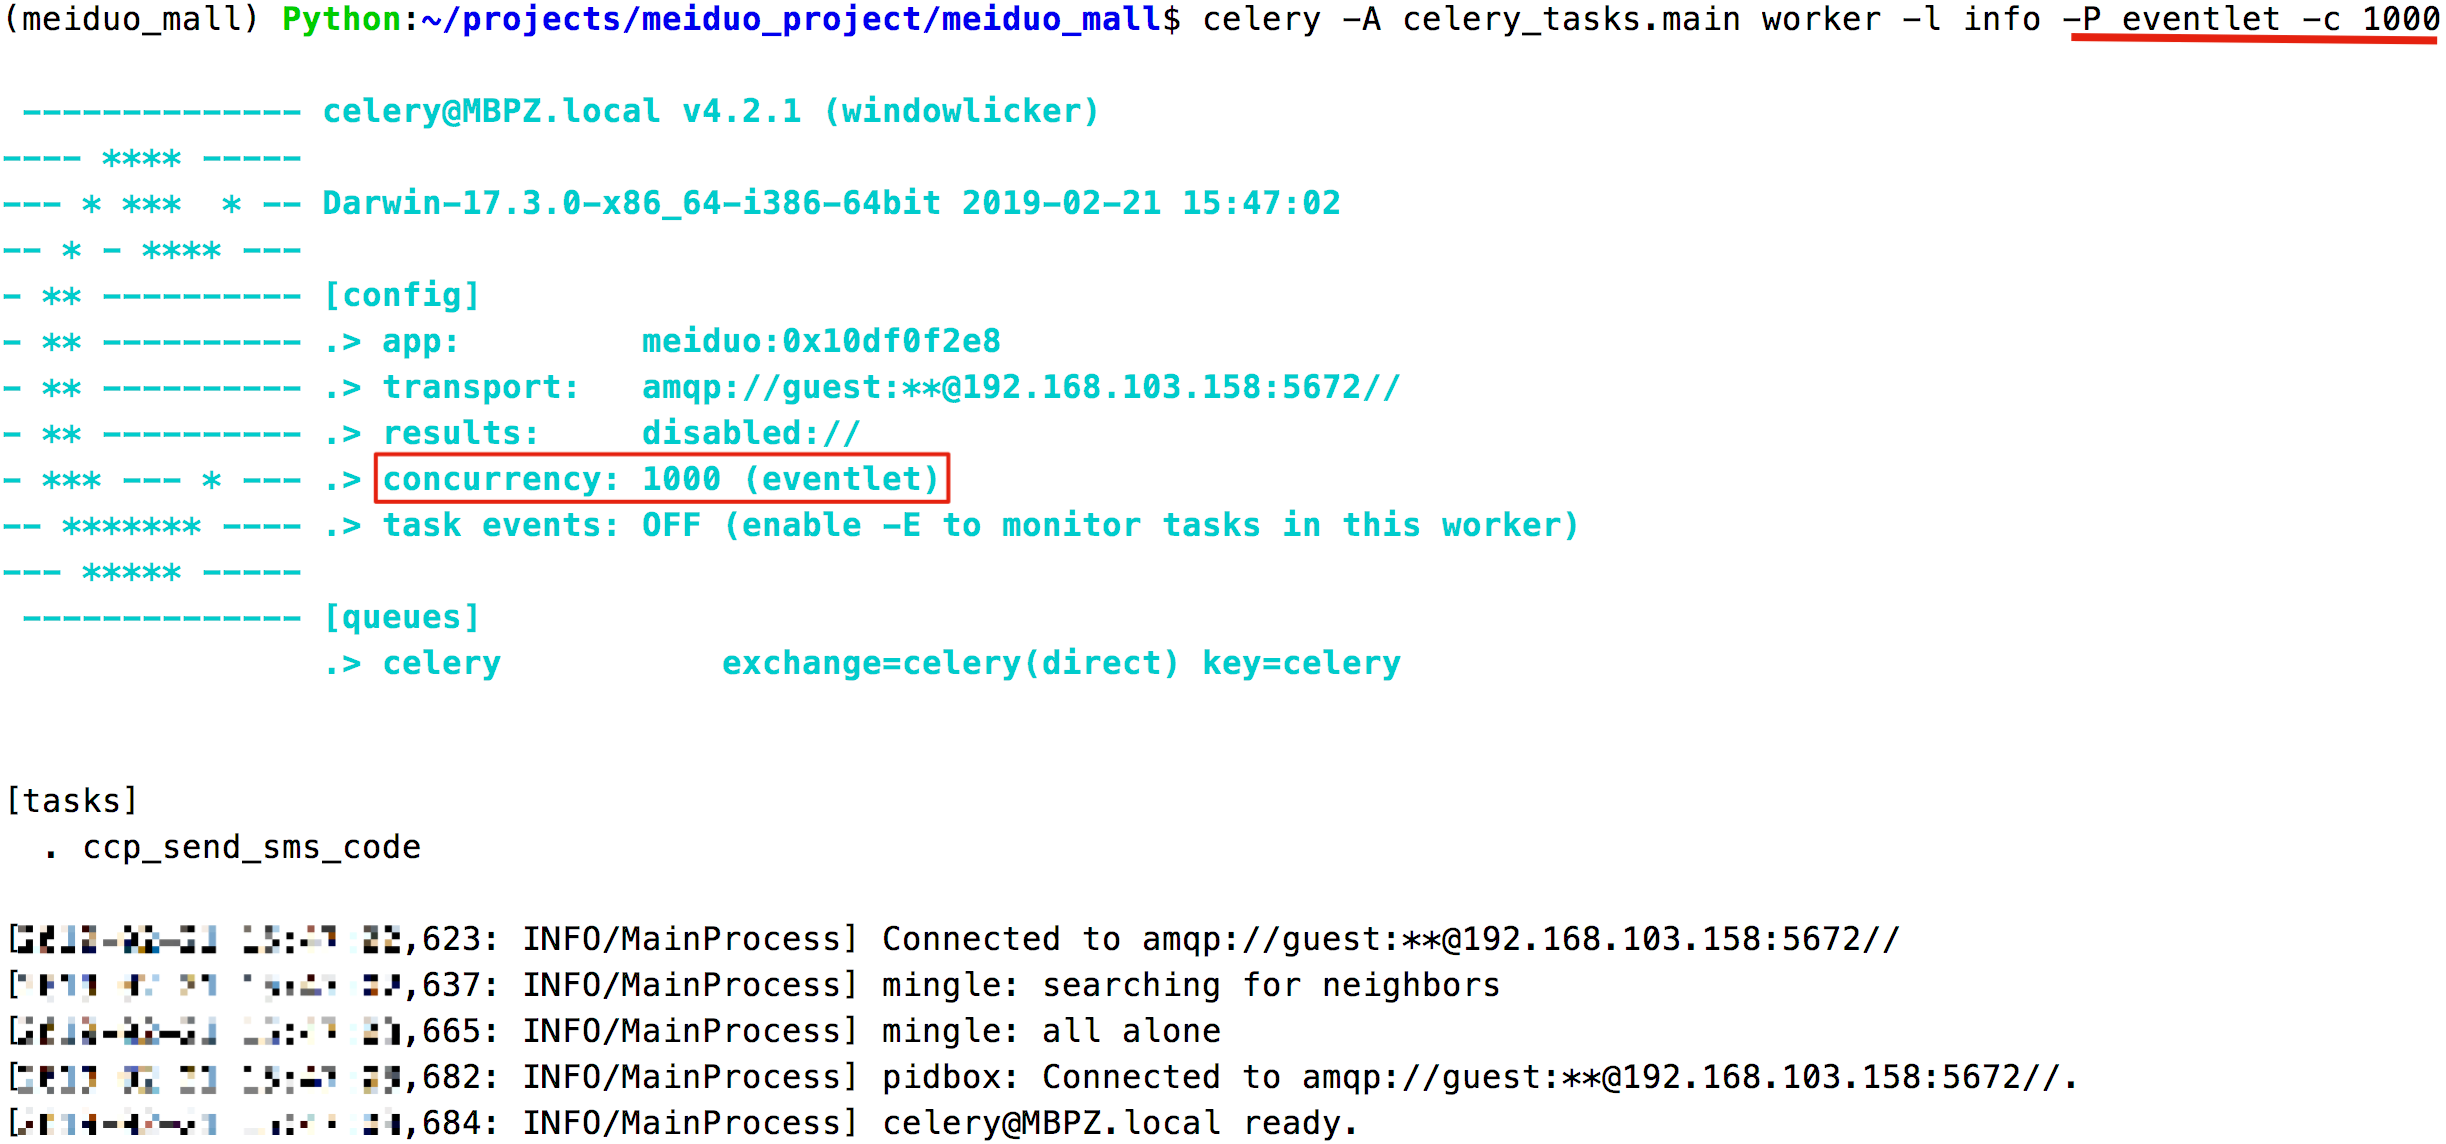 (meiduo_mall) Python:~/projects/meiduo_project/meiduo_mall$ celery -A celery_tasks.main worker -l info -P eventlet -c 1000
-------------- celery@MBPZ.local v4.2.1 (windowlicker)
---- **** -----
--- * ***  * -- Darwin-17.3.0-x86_64-i386-64bit 2019-02-21 15:47:02
-- * - **** ---
- ** ---------- [config]
- ** ---------- .> app:         meiduo:0x10df0f2e8
- ** ---------- .> transport:   amqp://guest:**@192.168.103.158:5672//
- ** ---------- .> results:     disabled://
- *** --- * --- .> concurrency: 1000 (eventlet)
-- ******* ---- .> task events: OFF (enable -E to monitor tasks in this worker)
--- ***** -----
-------------- [queues]
.> celery           exchange=celery(direct) key=celery
[tasks]
. ccp_send_sms_code
[,623: INFO/MainProcess] Connected to amqp://guest:**@192.168.103.158:5672//
[,637: INFO/MainProcess] mingle: searching for neighbors
[,665: INFO/MainProcess] mingle: all alone
[,682: INFO/MainProcess] pidbox: Connected to amqp://guest:**@192.168.103.158:5672//.
[,684: INFO/MainProcess] celery@MBPZ.local ready.